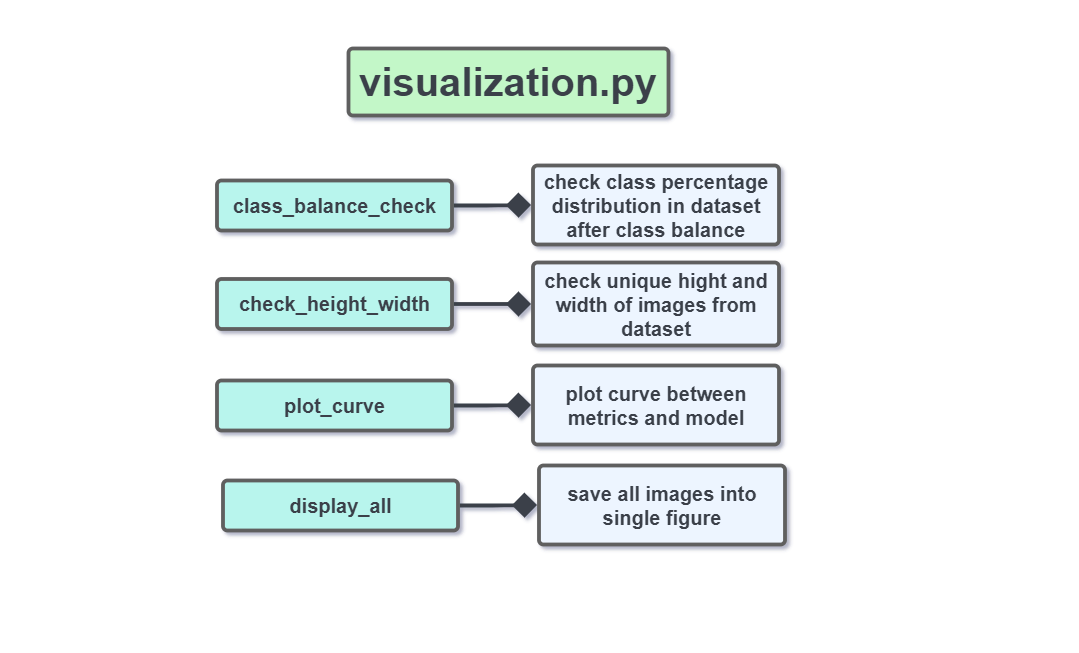 visualization.py
class_balance_check
check class percentage
distribution in dataset
after class balance
check_height_width
check unique hight and
width of images from
dataset
plot_curve
plot curve between
metrics and model
display_all
save all images into
single figure